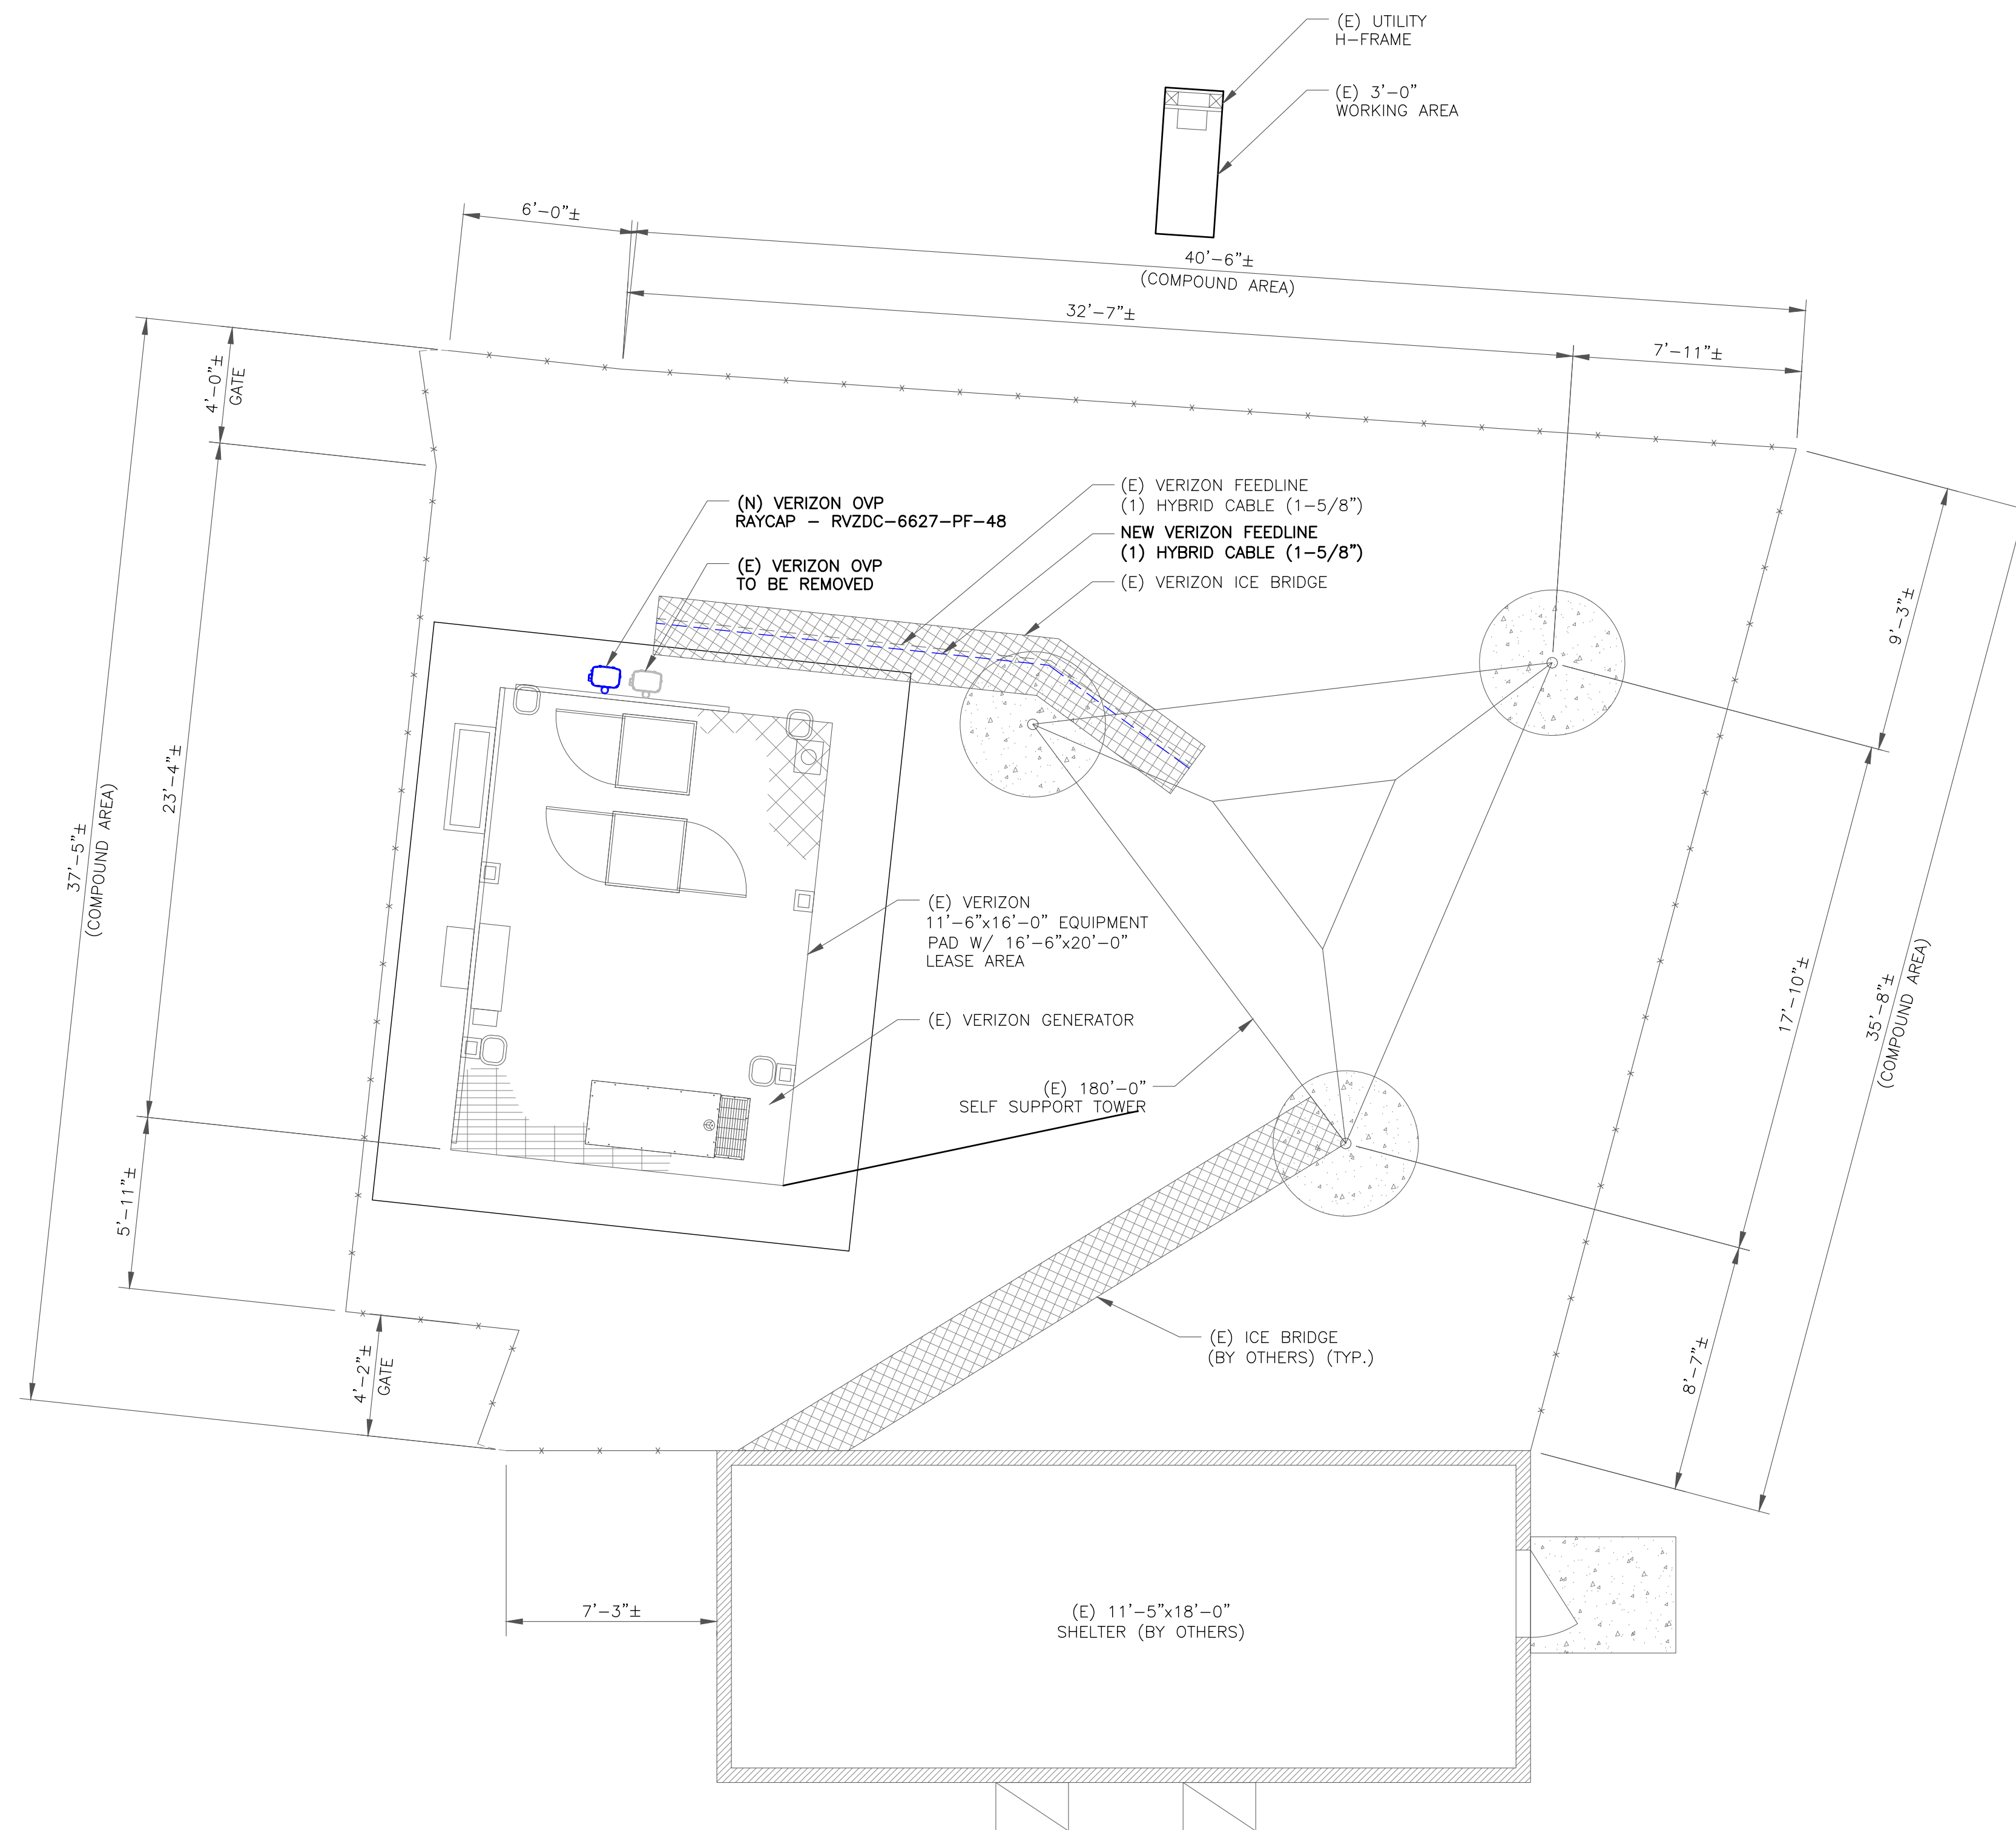 (E) UTILITY
H-FRAME
(E) 3'-0"
WORKING AREA
6'-0"±
40'-6"±
(COMPOUND AREA)
32'-7"±
7'-11"±
4'-0"±
GATE
(N) VERIZON OVP
RAYCAP - RVZDC-6627-PF-48
(E) VERIZON OVP
TO BE REMOVED
(E) VERIZON FEEDLINE
(1) HYBRID CABLE (1-5/8")
NEW VERIZON FEEDLINE
(1) HYBRID CABLE (1-5/8")
(E) VERIZON ICE BRIDGE
9'-3"±
23'-4"±
37'-5"±
(COMPOUND AREA)
(E) VERIZON
11'-6"x16'-0" EQUIPMENT
PAD W/ 16'-6"x20'-0"
LEASE AREA
(E) VERIZON GENERATOR
(E) 180'-0"
SELF SUPPORT TOWER
17'-10"±
35'-8"±
(COMPOUND AREA)
5'-11"±
4'-2"±
GATE
(E) ICE BRIDGE
(BY OTHERS) (TYP.)
8'-7"±
7'-3"±
(E) 11'-5"x18'-0"
SHELTER (BY OTHERS)